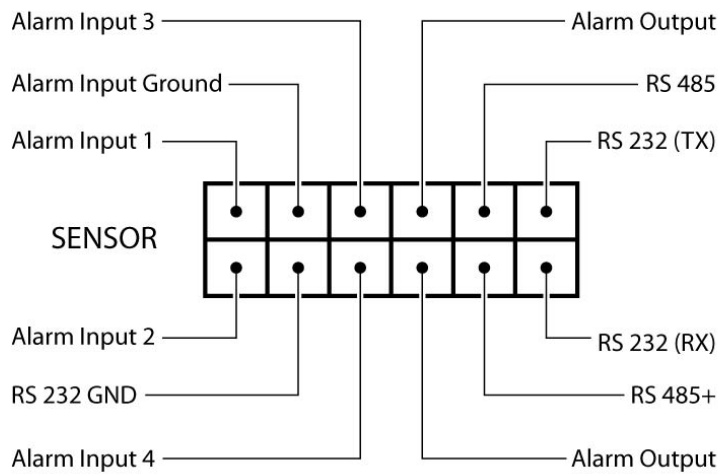 Alarm Input 3
Alarm Output
Alarm Input Ground
RS 485
Alarm Input 1
RS 232 (TX)
SENSOR
Alarm Input 2
RS 232 (RX)
RS 232 GND
RS 485+
Alarm Input 4
Alarm Output